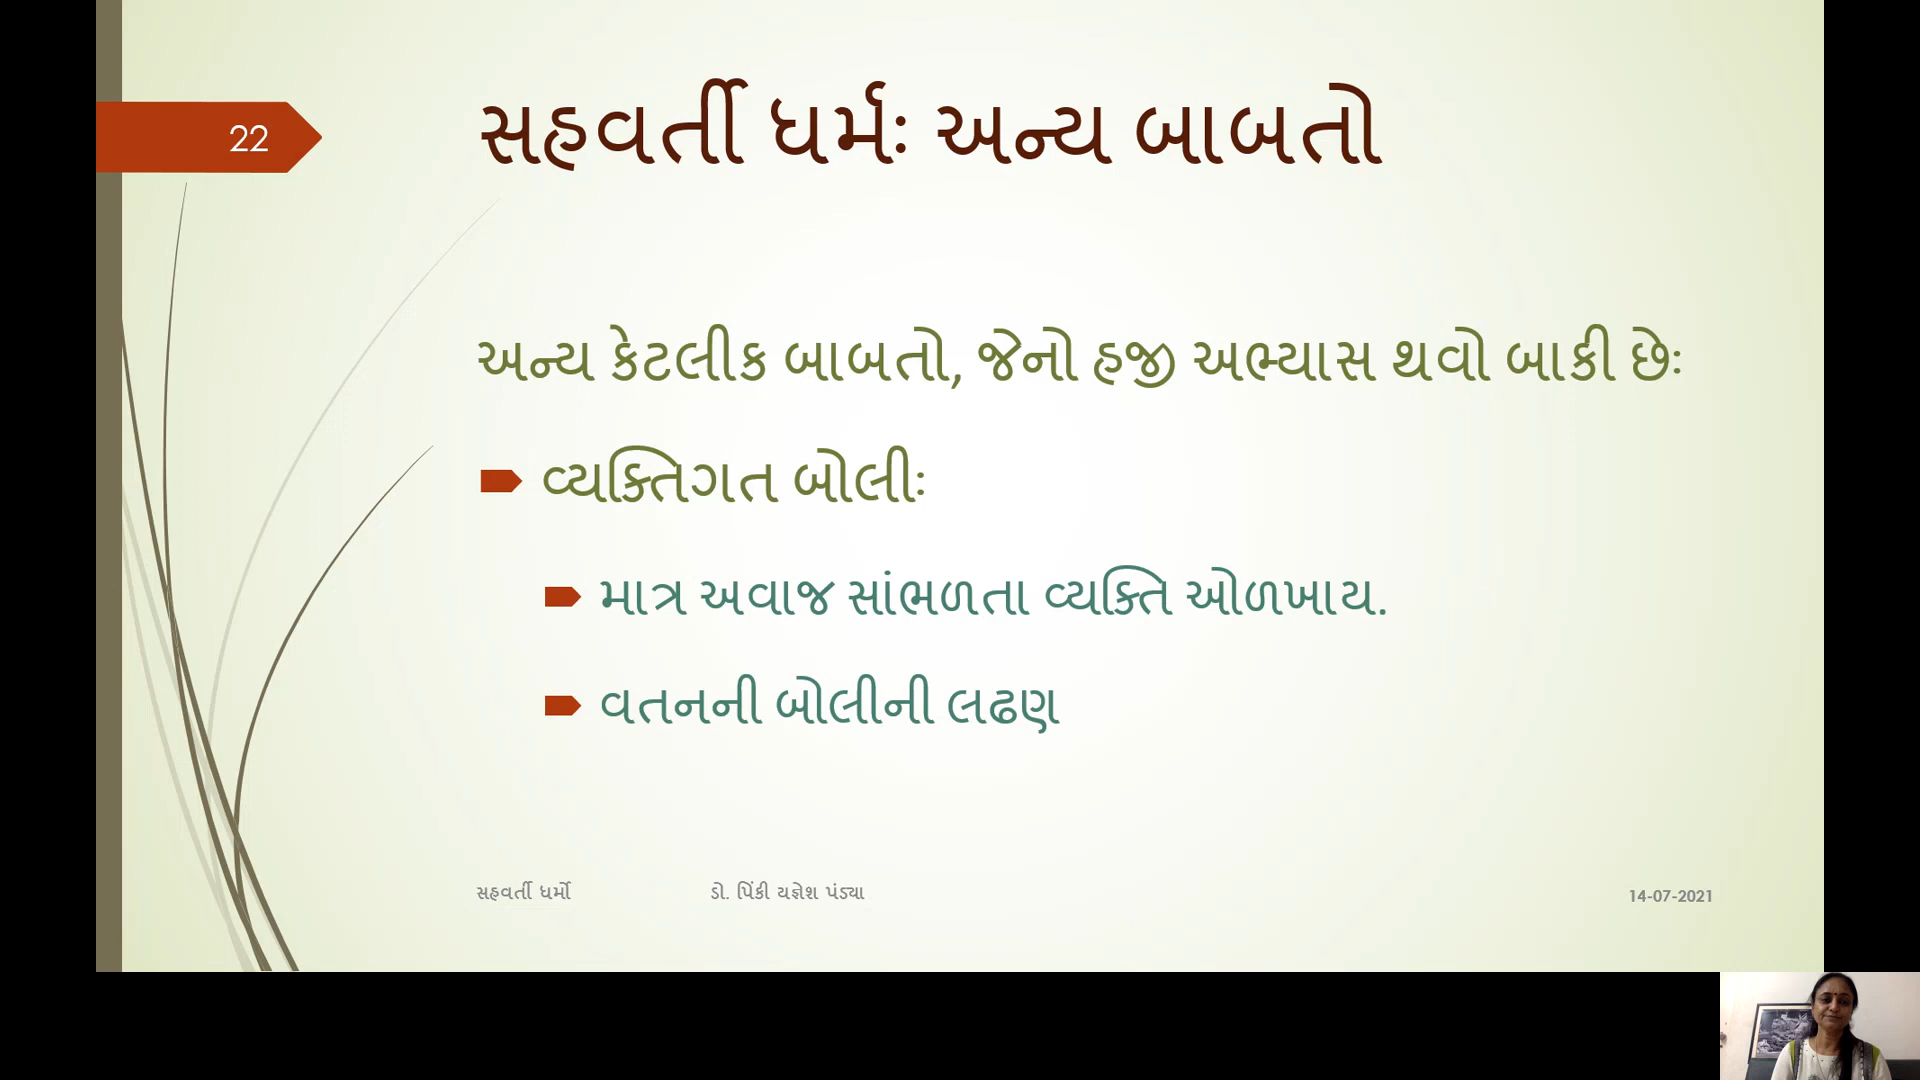 22
સહવર્તી ધર્મઃ અન્ય બાબતો
અન્ય કેટલીક બાબતો, જેનો હજી અભ્યાસ થવો બાકી છેઃ
વ્યક્તિગત બોલીઃ
માત્ર અવાજ સાંભળતા વ્યક્તિ ઓળખાય.
વતનની બોલીની લઢણ
સહવર્તી ધર્મો ડો. પિંકી યજ્ઞેશ પંડ્યા 14-07-2021